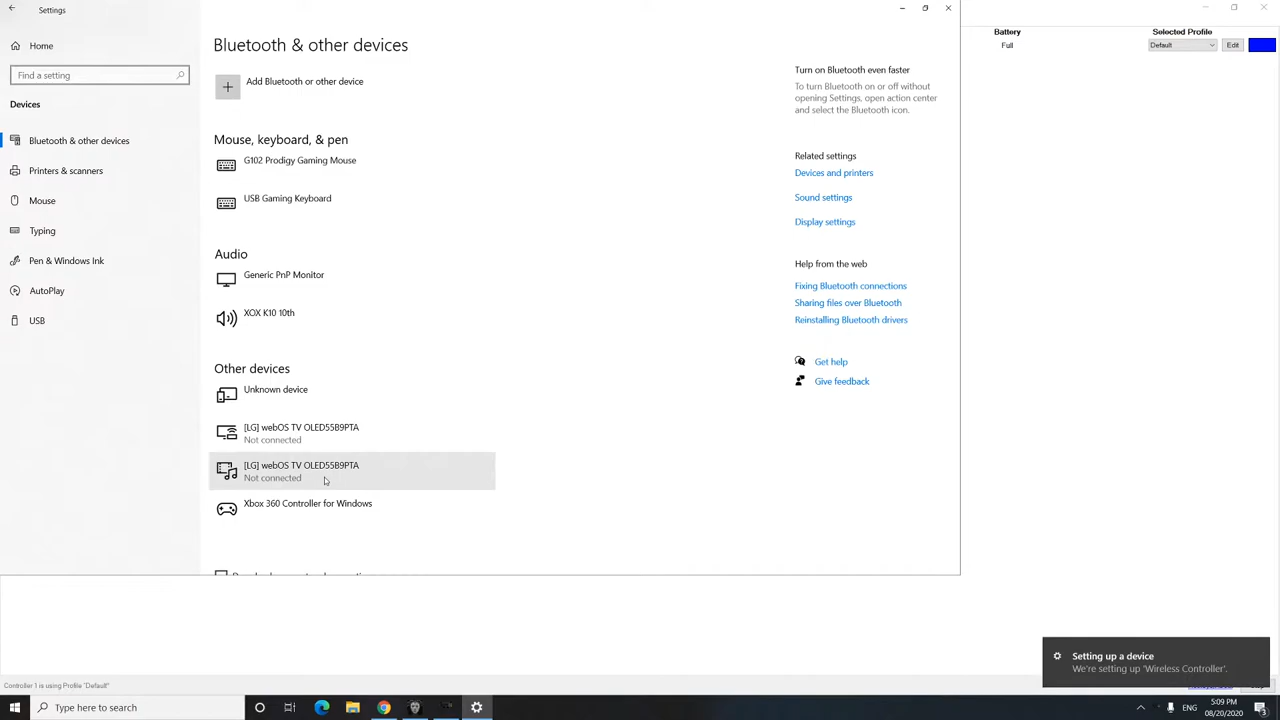 Settings
Home
Find a setting
Devices
Bluetooth & other devices
Printers & scanners
Mouse
Typing
Pen & Windows Ink
AutoPlay
USB
Bluetooth & other devices
Add Bluetooth or other device
Mouse, keyboard, & pen
G102 Prodigy Gaming Mouse
USB Gaming Keyboard
Audio
Generic PnP Monitor
XOX K10 10th
Other devices
Unknown device
[LG] webOS TV OLED55B9PTA
Not connected
[LG] webOS TV OLED55B9PTA
Not connected
Xbox 360 Controller for Windows
Turn on Bluetooth even faster
To turn Bluetooth on or off without
opening Settings, open action center
and select the Bluetooth icon.
Related settings
Devices and printers
Sound settings
Display settings
Help from the web
Fixing Bluetooth connections
Sharing files over Bluetooth
Reinstalling Bluetooth drivers
Get help
Give feedback
Battery
Full
Selected Profile
Default
Edit
Setting up a device
We're setting up 'Wireless Controller'.
Controller 1 is using Profile "Default"
Type here to search
ENG
5:09 PM
08/20/2020
3